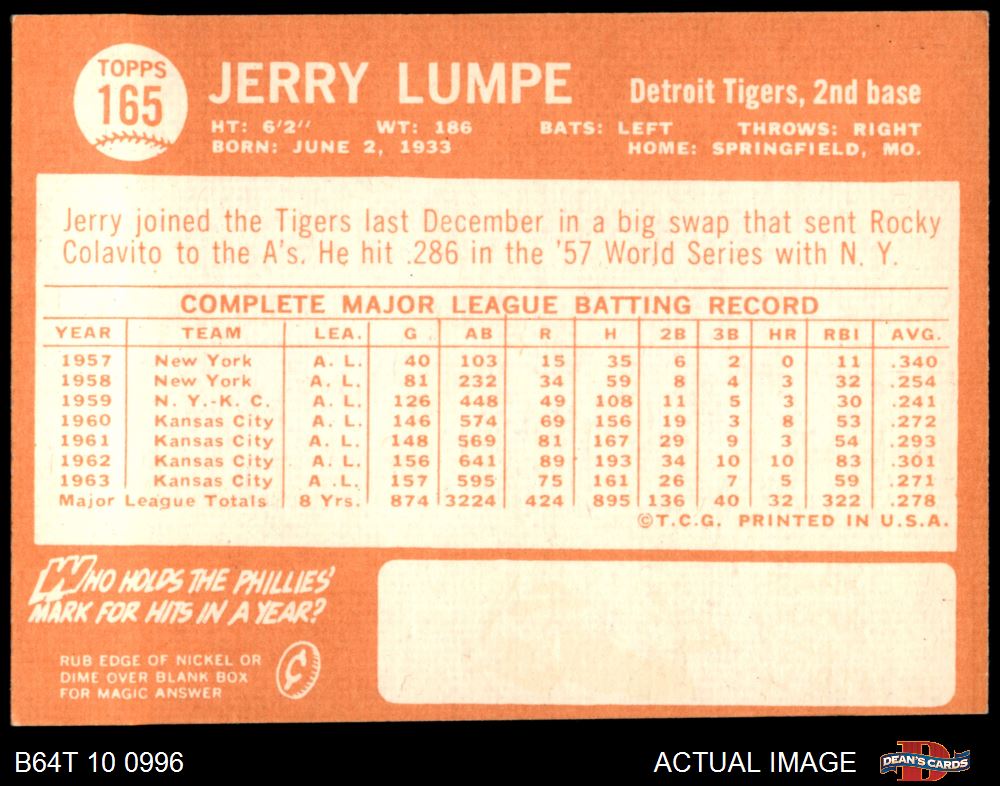 TOPPS
165
JERRY LUMPE
Detroit Tigers, 2nd base
HT: 6'2" WT: 186 BATS: LEFT THROWS: RIGHT
BORN: JUNE 2, 1933 HOME: SPRINGFIELD, MO.
Jerry joined the Tigers last December in a big swap that sent Rocky
Colavito to the A's. He hit .286 in the '57 World Series with N. Y.
COMPLETE MAJOR LEAGUE BATTING RECORD
YEAR TEAM LEA. G AB R H 2B 3B HR RBI AVG.
1957 New York A. L. 40 103 15 35 6 2 0 11 .340
1958 New York A. L. 81 232 34 59 8 4 3 32 .254
1959 N. Y.-K. C. A. L. 126 448 49 108 11 5 3 30 .241
1960 Kansas City A. L. 146 574 69 156 19 3 8 53 .272
1961 Kansas City A. L. 148 569 81 167 29 9 3 54 .293
1962 Kansas City A. L. 156 641 89 193 34 10 10 83 .301
1963 Kansas City A .L. 157 595 75 161 26 7 5 59 .271
Major League Totals 8 Yrs. 874 3224 424 895 136 40 32 322 .278
©T.C.G. PRINTED IN U.S.A.
WHO HOLDS THE PHILLIES'
MARK FOR HITS IN A YEAR?
RUB EDGE OF NICKEL OR
DIME OVER BLANK BOX
FOR MAGIC ANSWER
¢
B64T 10 0996
ACTUAL IMAGE
D
DEAN'S CARDS